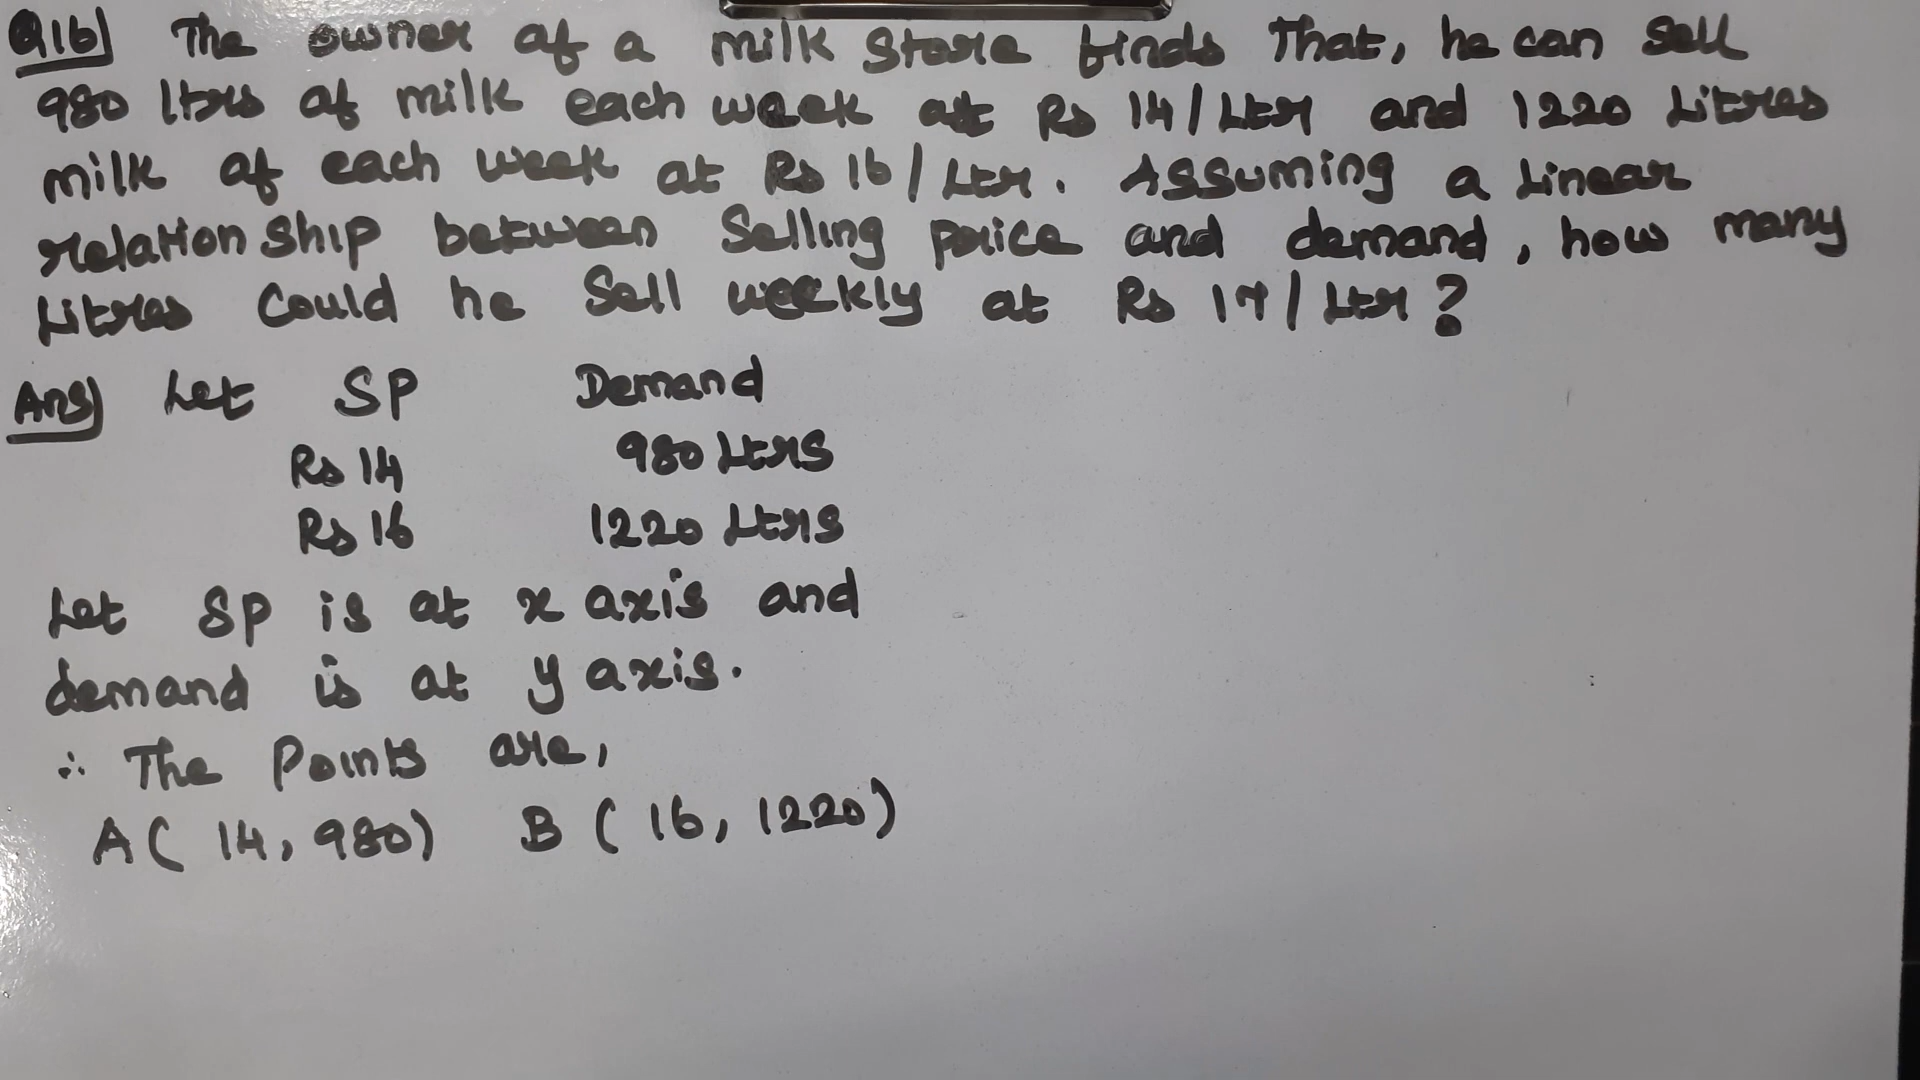 Q16) The owner of a milk store finds That, he can sell
980 ltrs of milk each week at Rs 14/Ltr and 1220 Litres
milk of each week at Rs 16/Ltr. Assuming a Linear
relation ship between Selling price and demand, how many
Litres Could he Sell weekly at Rs 17/Ltr?
Ans) Let SP Demand
Rs 14 980 Ltrs
Rs 16 1220 Ltrs
Let SP is at x axis and
demand is at y axis.
∴ The Points are,
A( 14, 980) B ( 16, 1220)